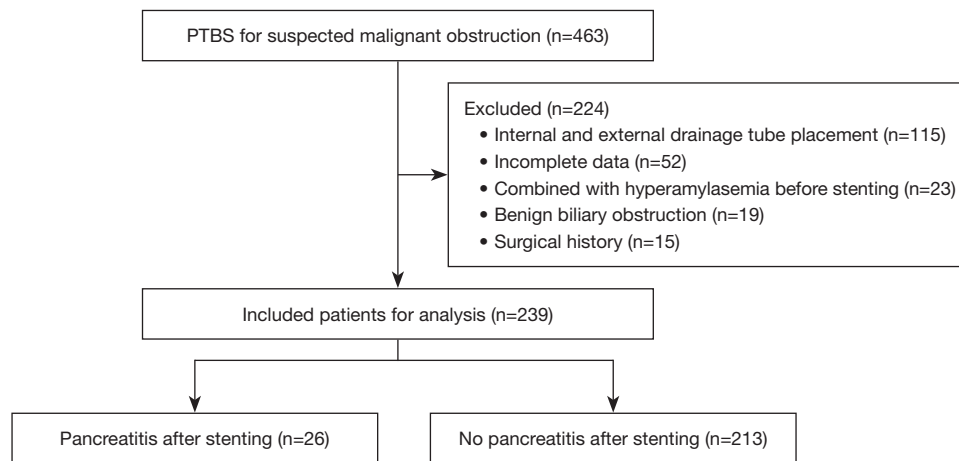 PTBS for suspected malignant obstruction (n=463)
Excluded (n=224)
• Internal and external drainage tube placement (n=115)
• Incomplete data (n=52)
• Combined with hyperamylasemia before stenting (n=23)
• Benign biliary obstruction (n=19)
• Surgical history (n=15)
Included patients for analysis (n=239)
Pancreatitis after stenting (n=26)
No pancreatitis after stenting (n=213)